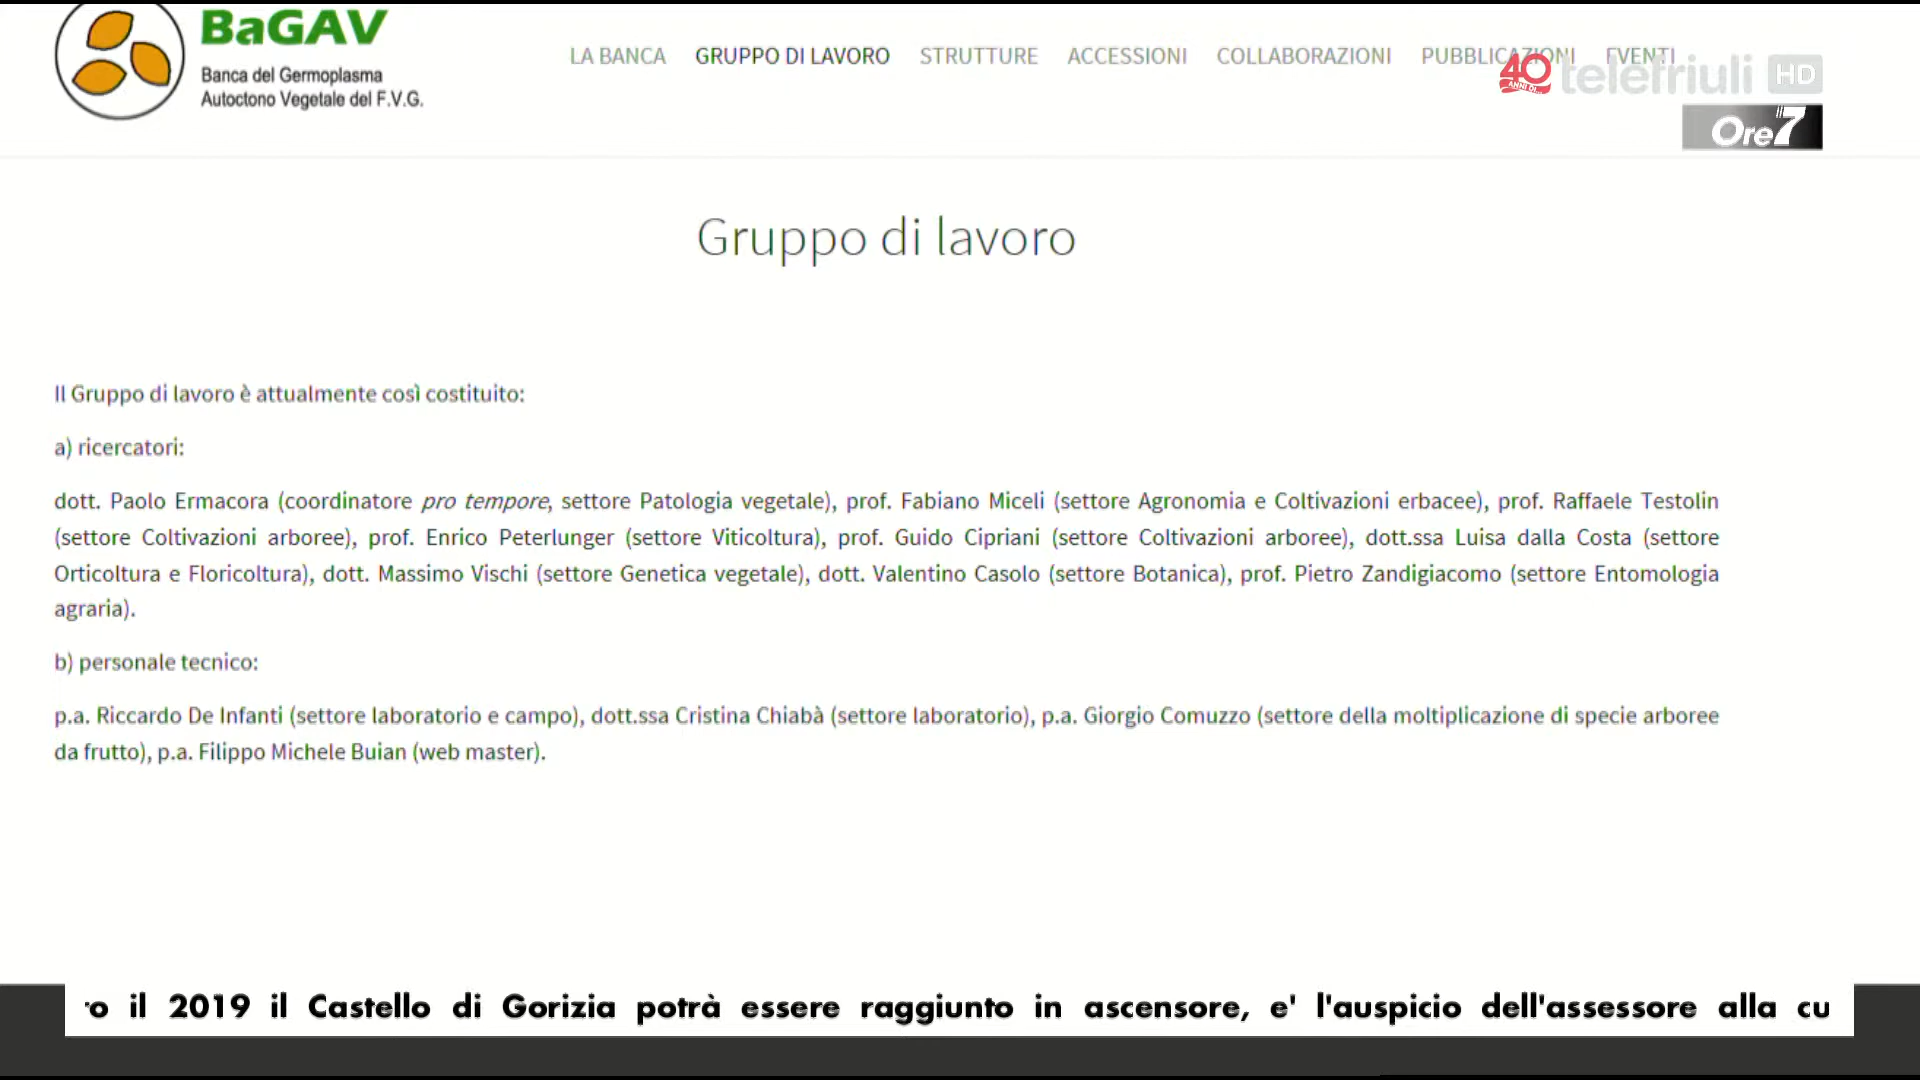 BaGAV
Banca del Germoplasma
Autoctono Vegetale del F.V.G.
LA BANCA GRUPPO DI LAVORO STRUTTURE ACCESSIONI COLLABORAZIONI PUBBLICAZIONI EVENTI
40 ANNI DI... telefriuli HD
Ore7
Gruppo di lavoro
Il Gruppo di lavoro è attualmente così costituito:
a) ricercatori:
dott. Paolo Ermacora (coordinatore pro tempore, settore Patologia vegetale), prof. Fabiano Miceli (settore Agronomia e Coltivazioni erbacee), prof. Raffaele Testolin
(settore Coltivazioni arboree), prof. Enrico Peterlunger (settore Viticoltura), prof. Guido Cipriani (settore Coltivazioni arboree), dott.ssa Luisa dalla Costa (settore
Orticoltura e Floricoltura), dott. Massimo Vischi (settore Genetica vegetale), dott. Valentino Casolo (settore Botanica), prof. Pietro Zandigiacomo (settore Entomologia
agraria).
b) personale tecnico:
p.a. Riccardo De Infanti (settore laboratorio e campo), dott.ssa Cristina Chiabà (settore laboratorio), p.a. Giorgio Comuzzo (settore della moltiplicazione di specie arboree
da frutto), p.a. Filippo Michele Buian (web master).
ro il 2019 il Castello di Gorizia potrà essere raggiunto in ascensore, e' l'auspicio dell'assessore alla cu